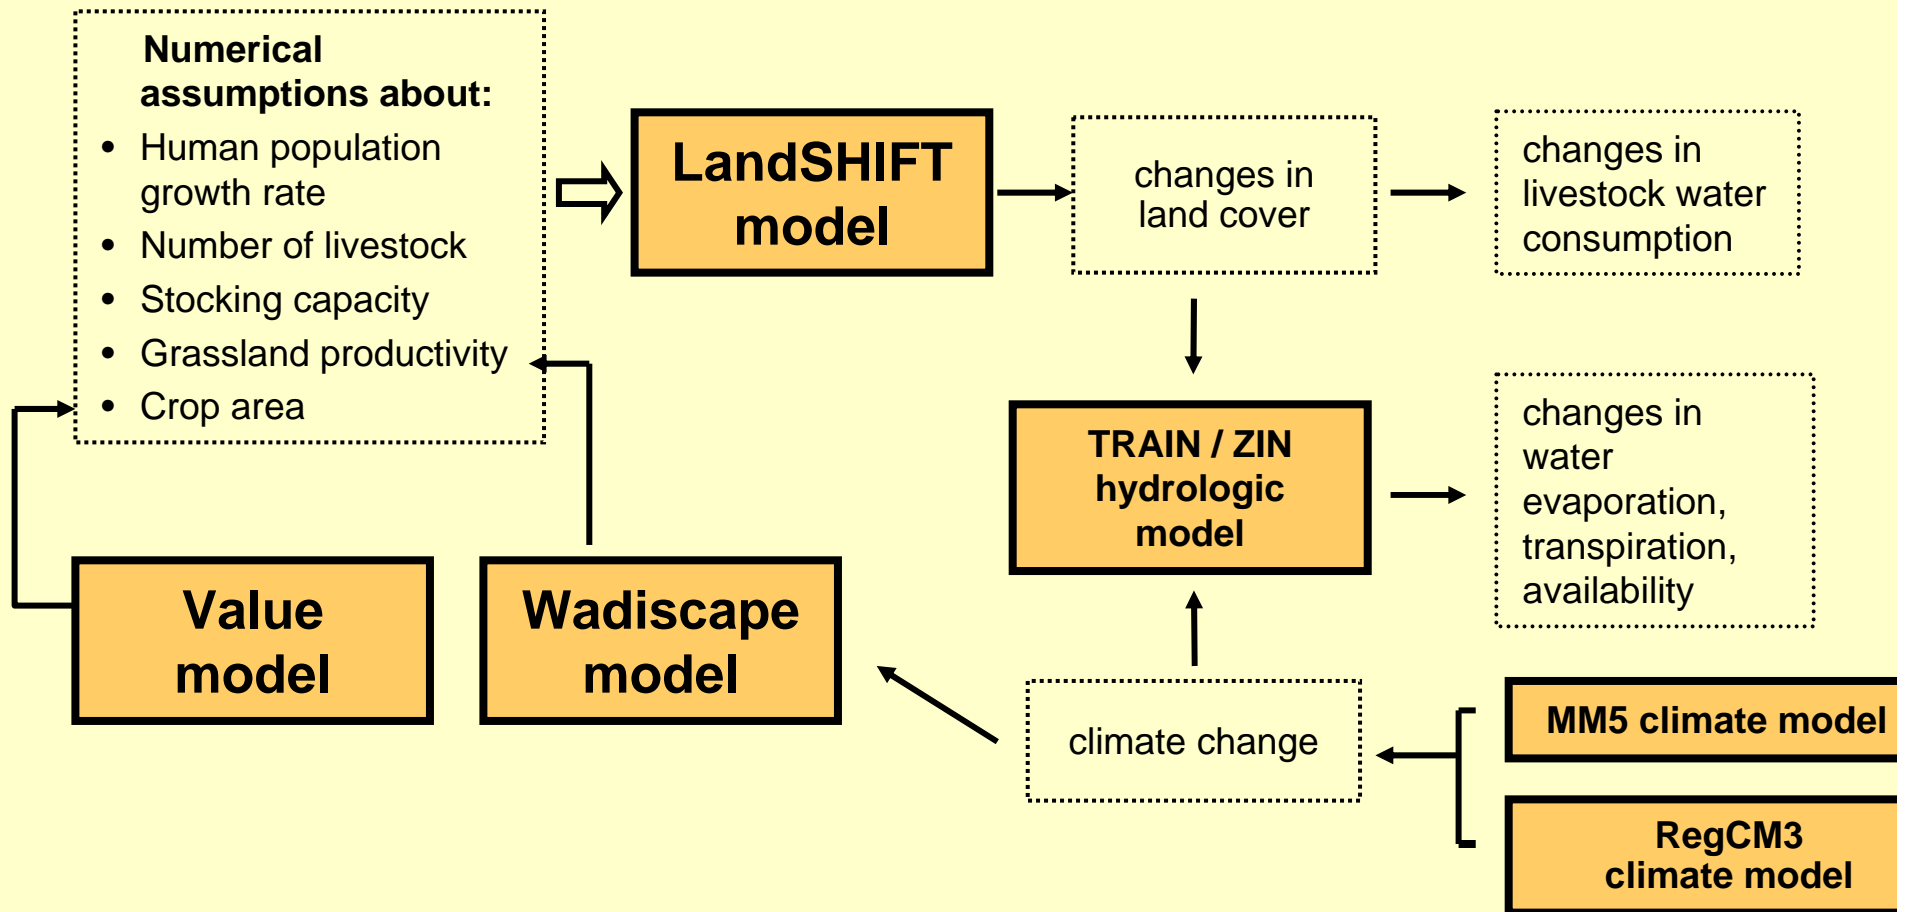 Numerical
assumptions about:
• Human population
growth rate
• Number of livestock
• Stocking capacity
• Grassland productivity
• Crop area
LandSHIFT
model
changes in
land cover
changes in
livestock water
consumption
TRAIN / ZIN
hydrologic
model
changes in
water
evaporation,
transpiration,
availability
Value
model
Wadiscape
model
climate change
MM5 climate model
RegCM3
climate model